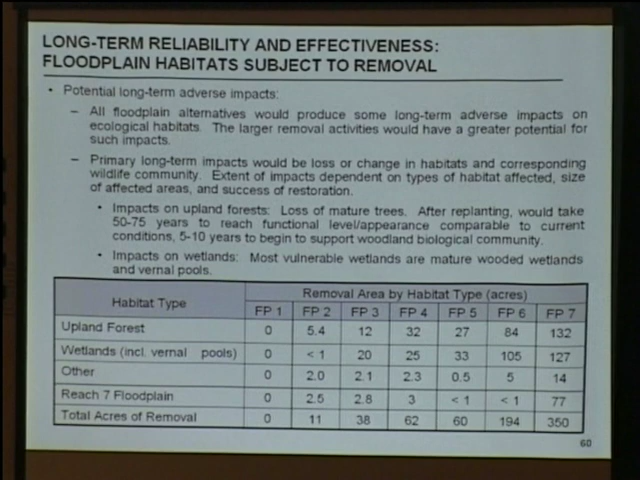 LONG-TERM RELIABILITY AND EFFECTIVENESS:
FLOODPLAIN HABITATS SUBJECT TO REMOVAL
• Potential long-term adverse impacts:
– All floodplain alternatives would produce some long-term adverse impacts on
ecological habitats. The larger removal activities would have a greater potential for
such impacts.
– Primary long-term impacts would be loss or change in habitats and corresponding
wildlife community. Extent of impacts dependent on types of habitat affected, size
of affected areas, and success of restoration.
• Impacts on upland forests: Loss of mature trees. After replanting, would take
50-75 years to reach functional level/appearance comparable to current
conditions, 5-10 years to begin to support woodland biological community.
• Impacts on wetlands: Most vulnerable wetlands are mature wooded wetlands
and vernal pools.
Habitat Type Removal Area by Habitat Type (acres)
FP 1 FP 2 FP 3 FP 4 FP 5 FP 6 FP 7
Upland Forest 0 5.4 12 32 27 84 132
Wetlands (incl. vernal pools) 0 < 1 20 25 33 105 127
Other 0 2.0 2.1 2.3 0.5 5 14
Reach 7 Floodplain 0 2.5 2.8 3 < 1 < 1 77
Total Acres of Removal 0 11 38 62 60 194 350
60